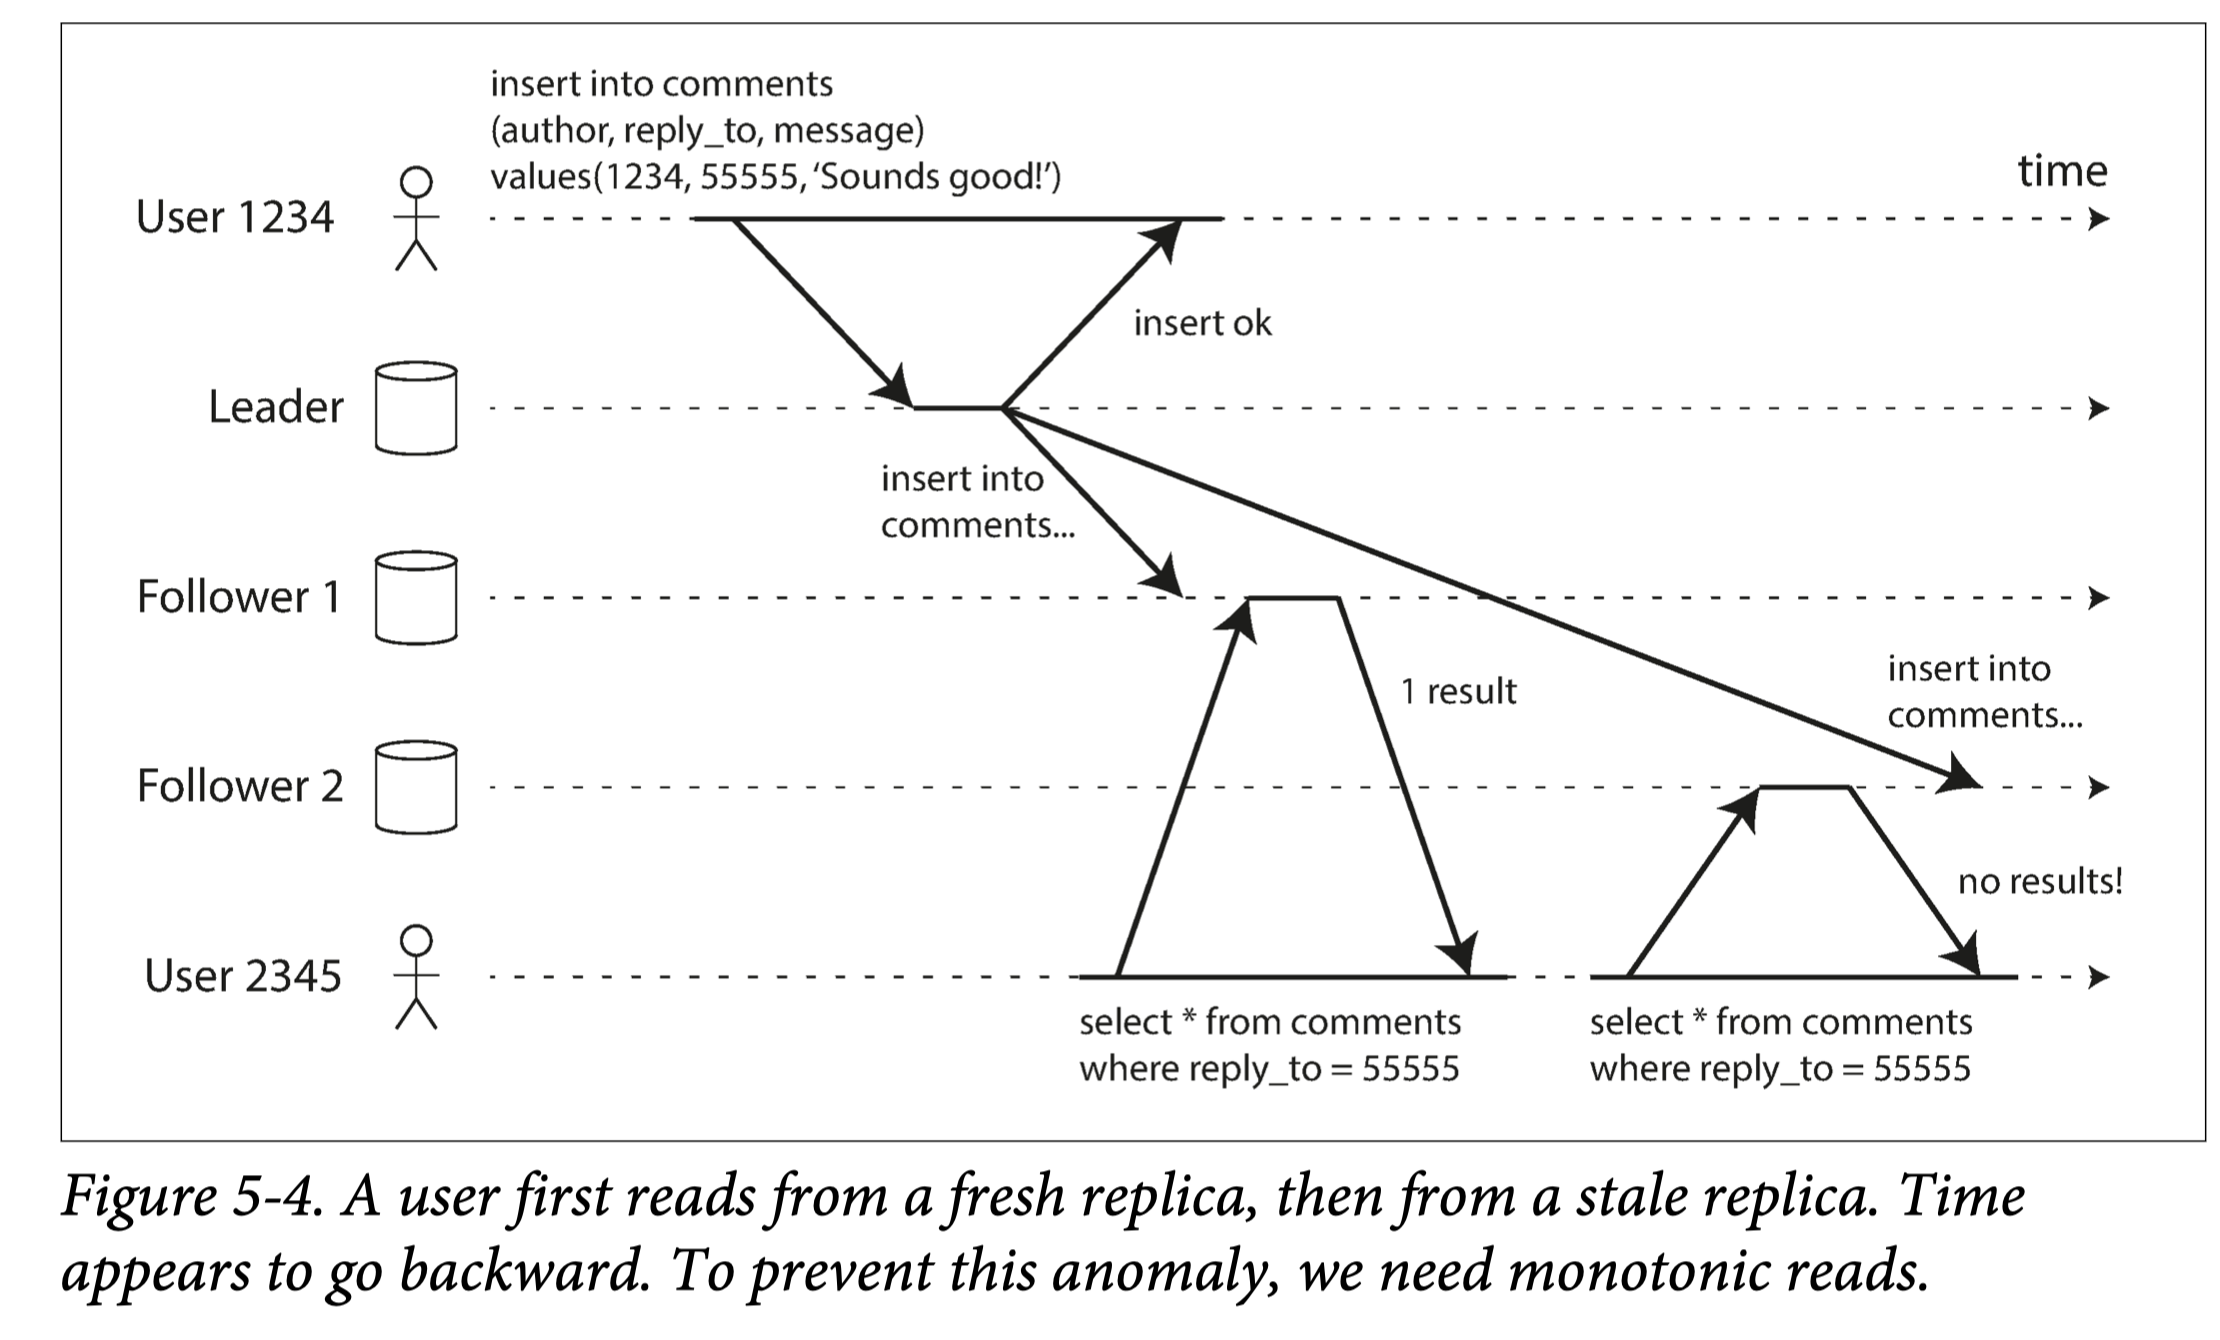 insert into comments
(author, reply_to, message)
values(1234, 55555, ‘Sounds good!’)
time
User 1234
insert ok
Leader
insert into
comments...
Follower 1
insert into
comments...
1 result
Follower 2
no results!
User 2345
select * from comments
where reply_to = 55555
select * from comments
where reply_to = 55555
Figure 5-4. A user first reads from a fresh replica, then from a stale replica. Time
appears to go backward. To prevent this anomaly, we need monotonic reads.